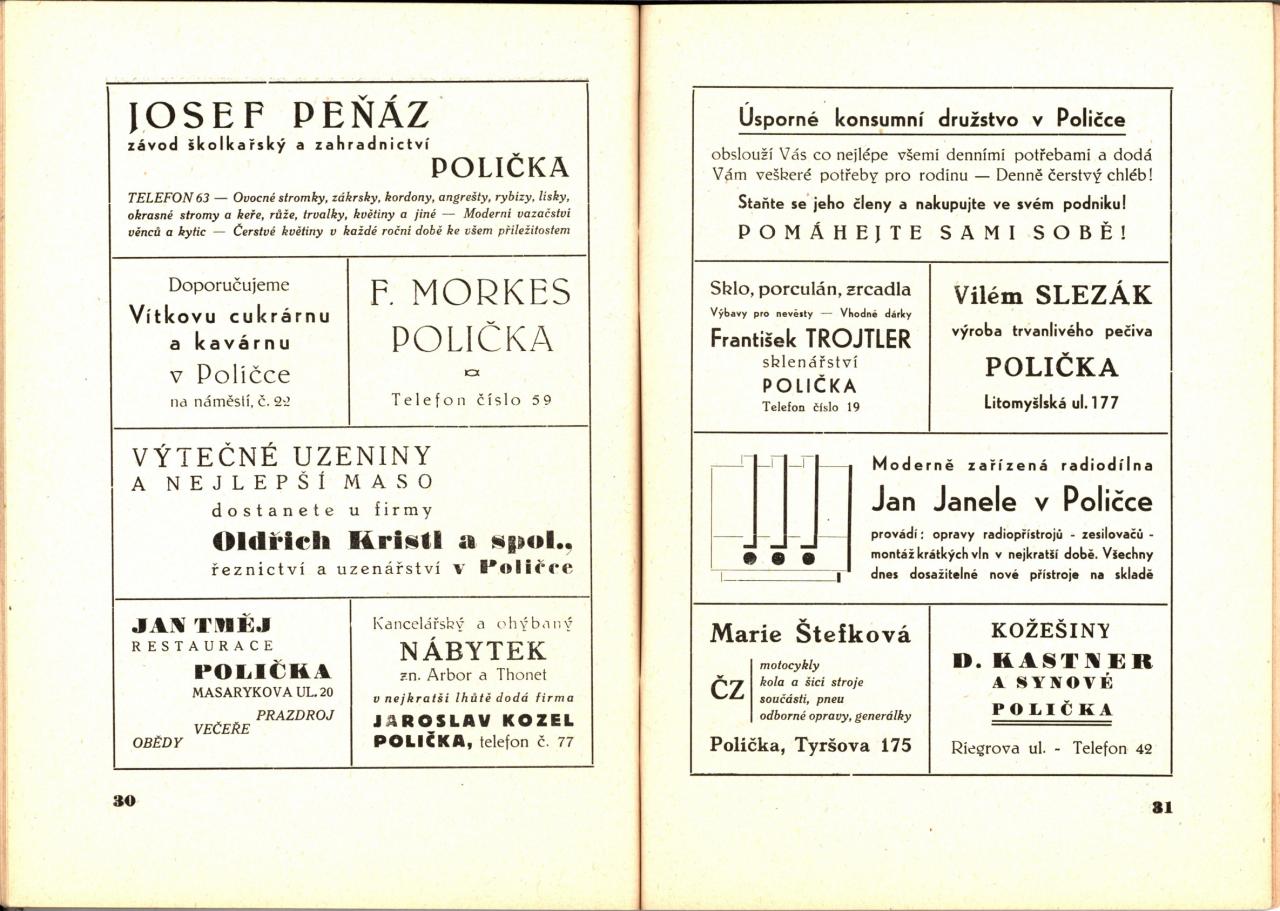 JOSEF PEŇÁZ
závod školkařský a zahradnictví
POLIČKA
TELEFON 63 — Ovocné stromky, zákrsky, kordony, angrešty, rybizy, lísky,
okrasné stromy a keře, růže, trvalky, květiny a jiné — Moderní vazačství
věnců a kytic — Čerstvé květiny v každé roční době ke všem příležitostem
Doporučujeme
Vítkovu cukrárnu
a kavárnu
v Poličce
na náměstí, č. 22
F. MORKES
POLIČKA
Telefon číslo 59
VÝTEČNÉ UZENINY
A NEJLEPŠÍ MASO
dostanete u firmy
Oldřich Kristl a spol.,
řeznictví a uzenářství v Poličce
JAN TMĚJ
RESTAURACE
POLIČKA
MASARYKOVA UL. 20
PRAZDROJ
VEČEŘE
OBĚDY
Kancelářský a ohýbaný
NÁBYTEK
zn. Arbor a Thonet
v nejkratší lhůtě dodá firma
JAROSLAV KOZEL
POLIČKA, telefon č. 77
30
Úsporné konsumní družstvo v Poličce
obslouží Vás co nejlépe všemi denními potřebami a dodá
Vám veškeré potřeby pro rodinu — Denně čerstvý chléb!
Staňte se jeho členy a nakupujte ve svém podniku!
POMÁHEJTE SAMI SOBĚ!
Sklo, porculán, zrcadla
Výbavy pro nevěsty — Vhodné dárky
František TROJTLER
sklenářství
POLIČKA
Telefon číslo 19
Vilém SLEZÁK
výroba trvanlivého pečiva
POLIČKA
Litomyšlská ul. 177
Moderně zařízená radiodílna
Jan Janele v Poličce
provádí: opravy radiopřístrojů - zesilovačů -
montáž krátkých vln v nejkratší době. Všechny
dnes dosažitelné nové přístroje na skladě
Marie Štefková
ČZ
motocykly
kola a šicí stroje
součásti, pneu
odborné opravy, generálky
Polička, Tyršova 175
KOŽEŠINY
D. KASTNER
A SYNOVÉ
POLIČKA
Riegrova ul. - Telefon 42
31